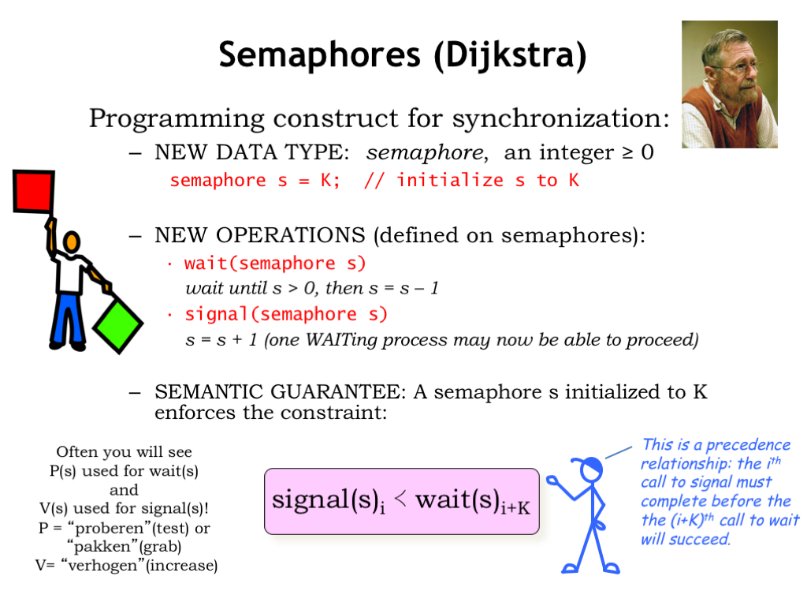 Semaphores (Dijkstra)
Programming construct for synchronization:
– NEW DATA TYPE: semaphore, an integer ≥ 0
semaphore s = K; // initialize s to K
– NEW OPERATIONS (defined on semaphores):
· wait(semaphore s)
wait until s > 0, then s = s – 1
· signal(semaphore s)
s = s + 1 (one WAITing process may now be able to proceed)
– SEMANTIC GUARANTEE: A semaphore s initialized to K
enforces the constraint:
Often you will see
P(s) used for wait(s)
and
V(s) used for signal(s)!
P = “proberen”(test) or
“pakken”(grab)
V= “verhogen”(increase)
signal(s)i < wait(s)i+K
This is a precedence
relationship: the ith
call to signal must
complete before the
the (i+K)th call to wait
will succeed.